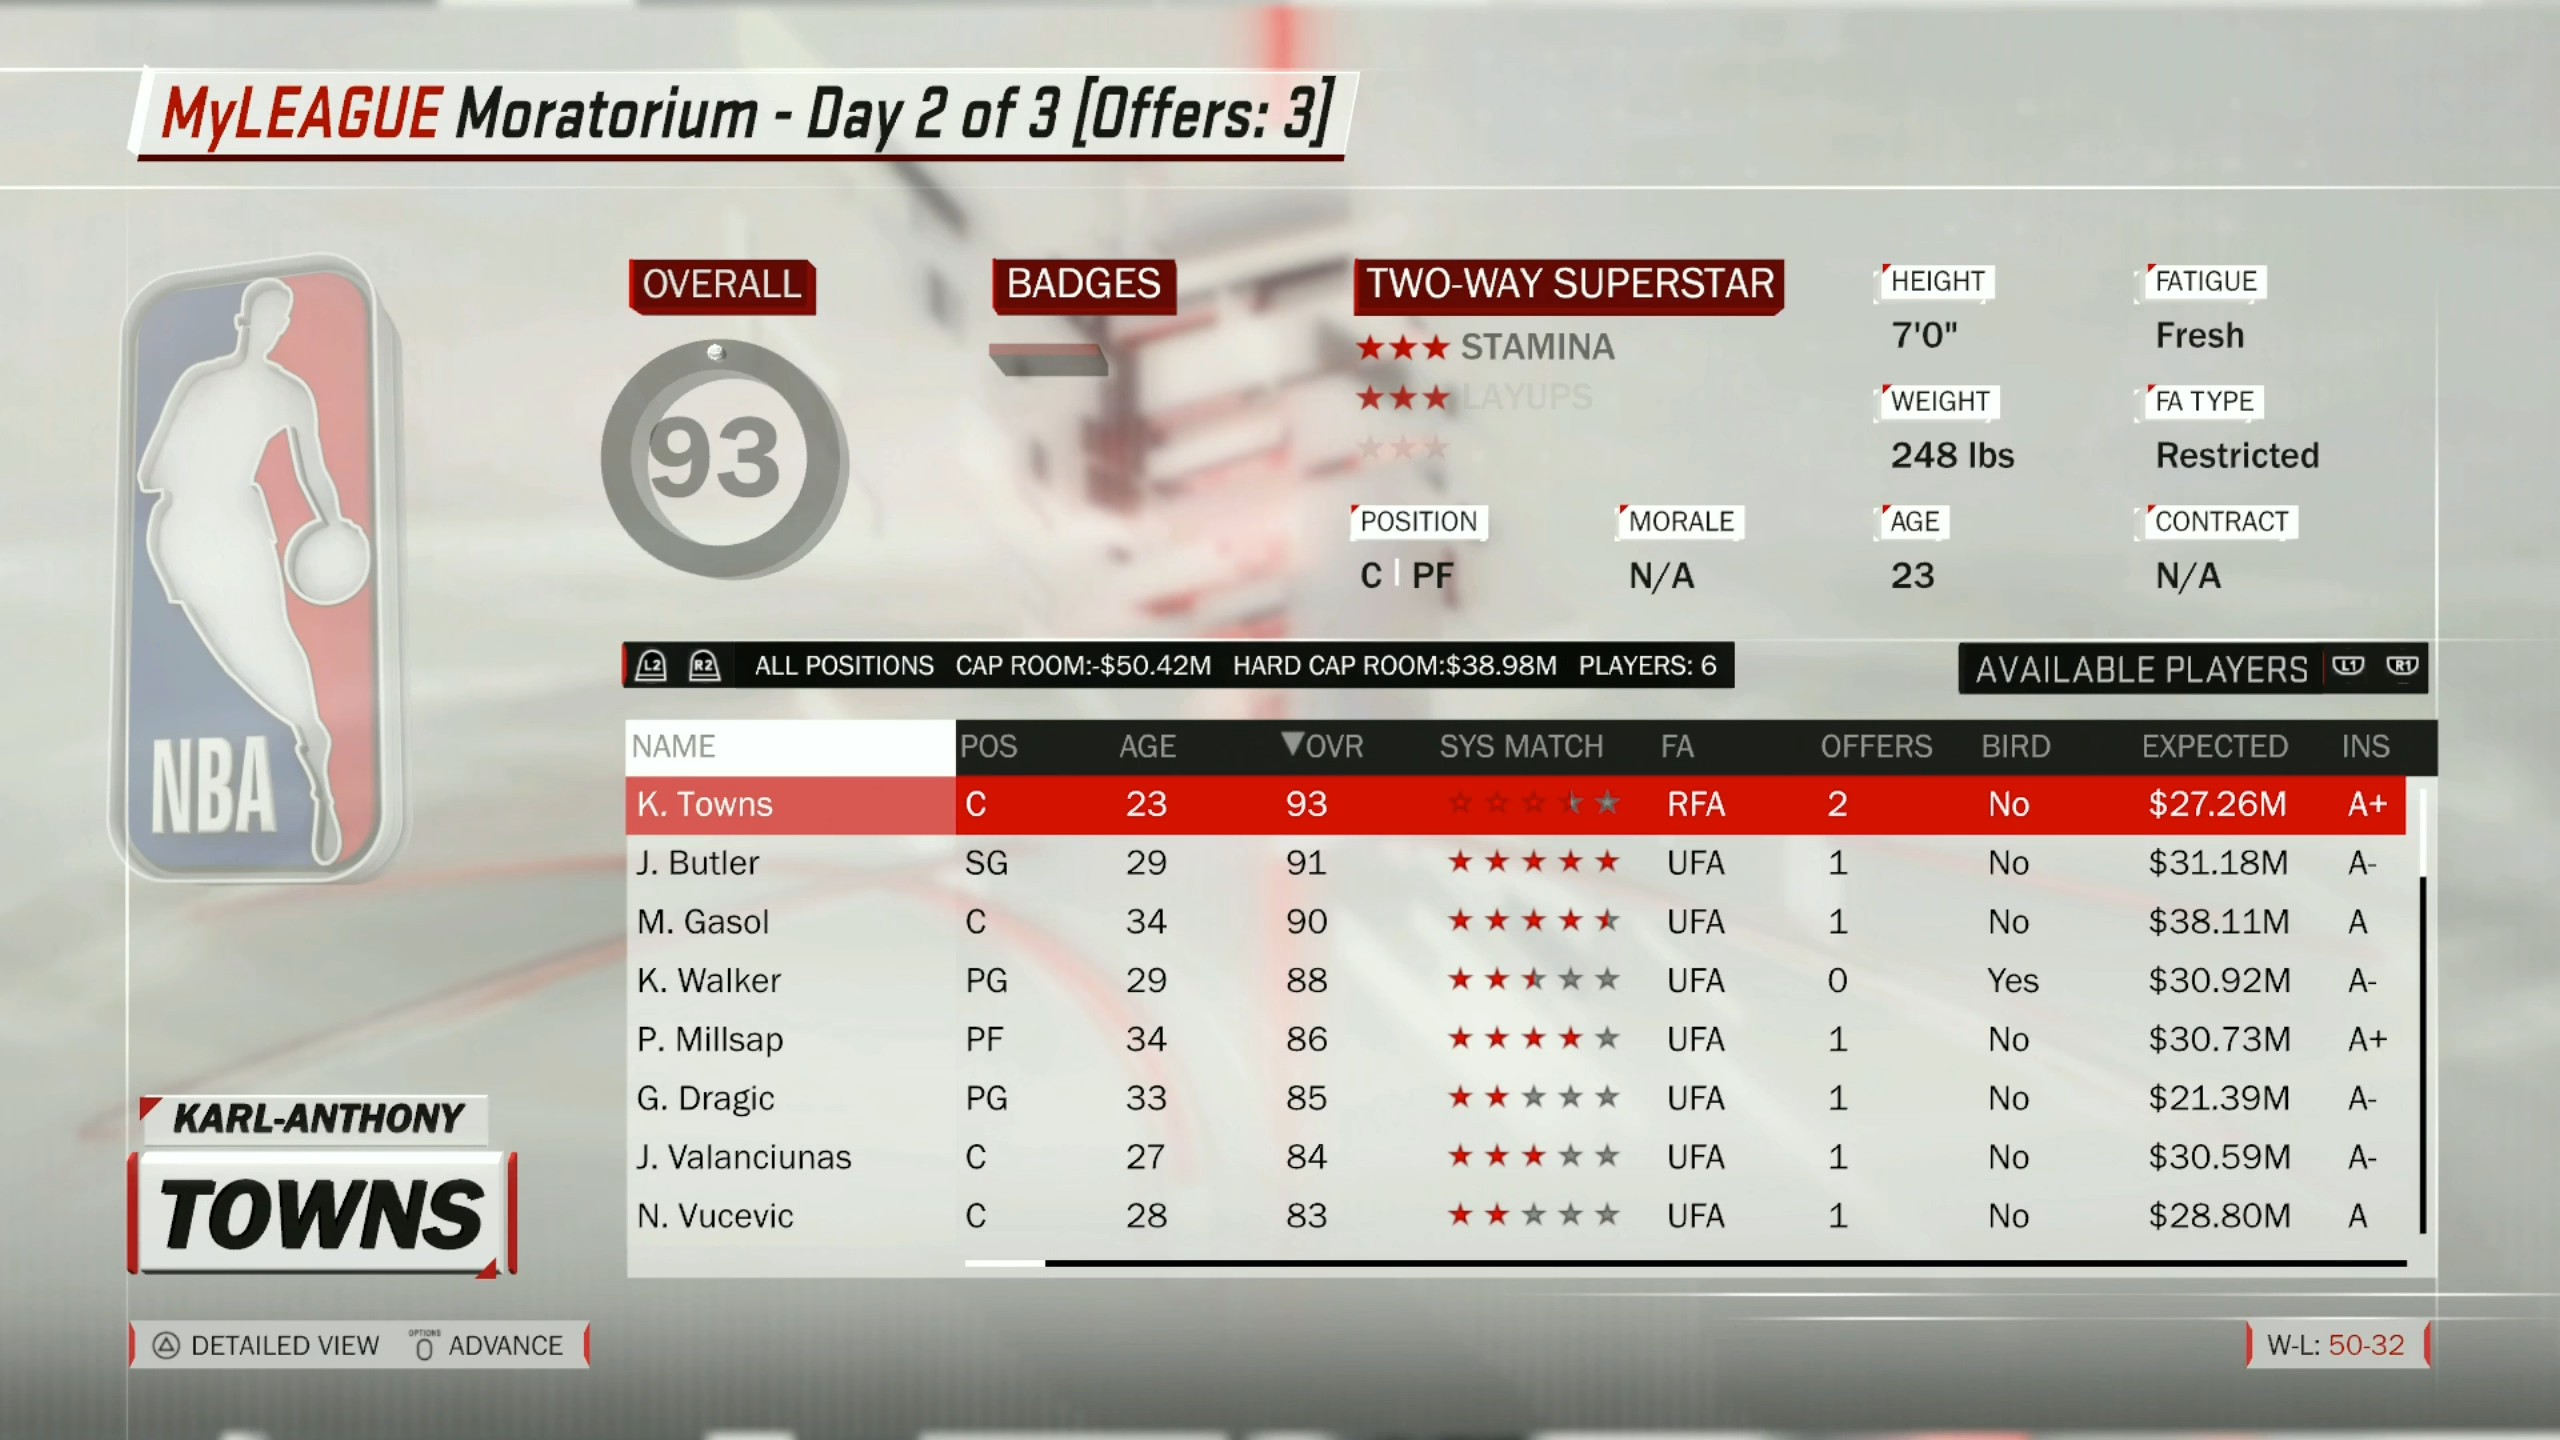 MyLEAGUE Moratorium - Day 2 of 3 [Offers: 3]
OVERALL
93
BADGES
TWO-WAY SUPERSTAR
STAMINA
LAYUPS
HEIGHT
7'0"
FATIGUE
Fresh
WEIGHT
248 lbs
FA TYPE
Restricted
POSITION
C | PF
MORALE
N/A
AGE
23
CONTRACT
N/A
NBA
L2 R2 ALL POSITIONS CAP ROOM:-$50.42M HARD CAP ROOM:$38.98M PLAYERS: 6
AVAILABLE PLAYERS L1 R1
NAME POS AGE ▼OVR SYS MATCH FA OFFERS BIRD EXPECTED INS
K. Towns C 23 93 RFA 2 No $27.26M A+
J. Butler SG 29 91 UFA 1 No $31.18M A-
M. Gasol C 34 90 UFA 1 No $38.11M A
K. Walker PG 29 88 UFA 0 Yes $30.92M A-
P. Millsap PF 34 86 UFA 1 No $30.73M A+
G. Dragic PG 33 85 UFA 1 No $21.39M A-
J. Valanciunas C 27 84 UFA 1 No $30.59M A-
N. Vucevic C 28 83 UFA 1 No $28.80M A
KARL-ANTHONY
TOWNS
DETAILED VIEW OPTIONS ADVANCE
W-L: 50-32